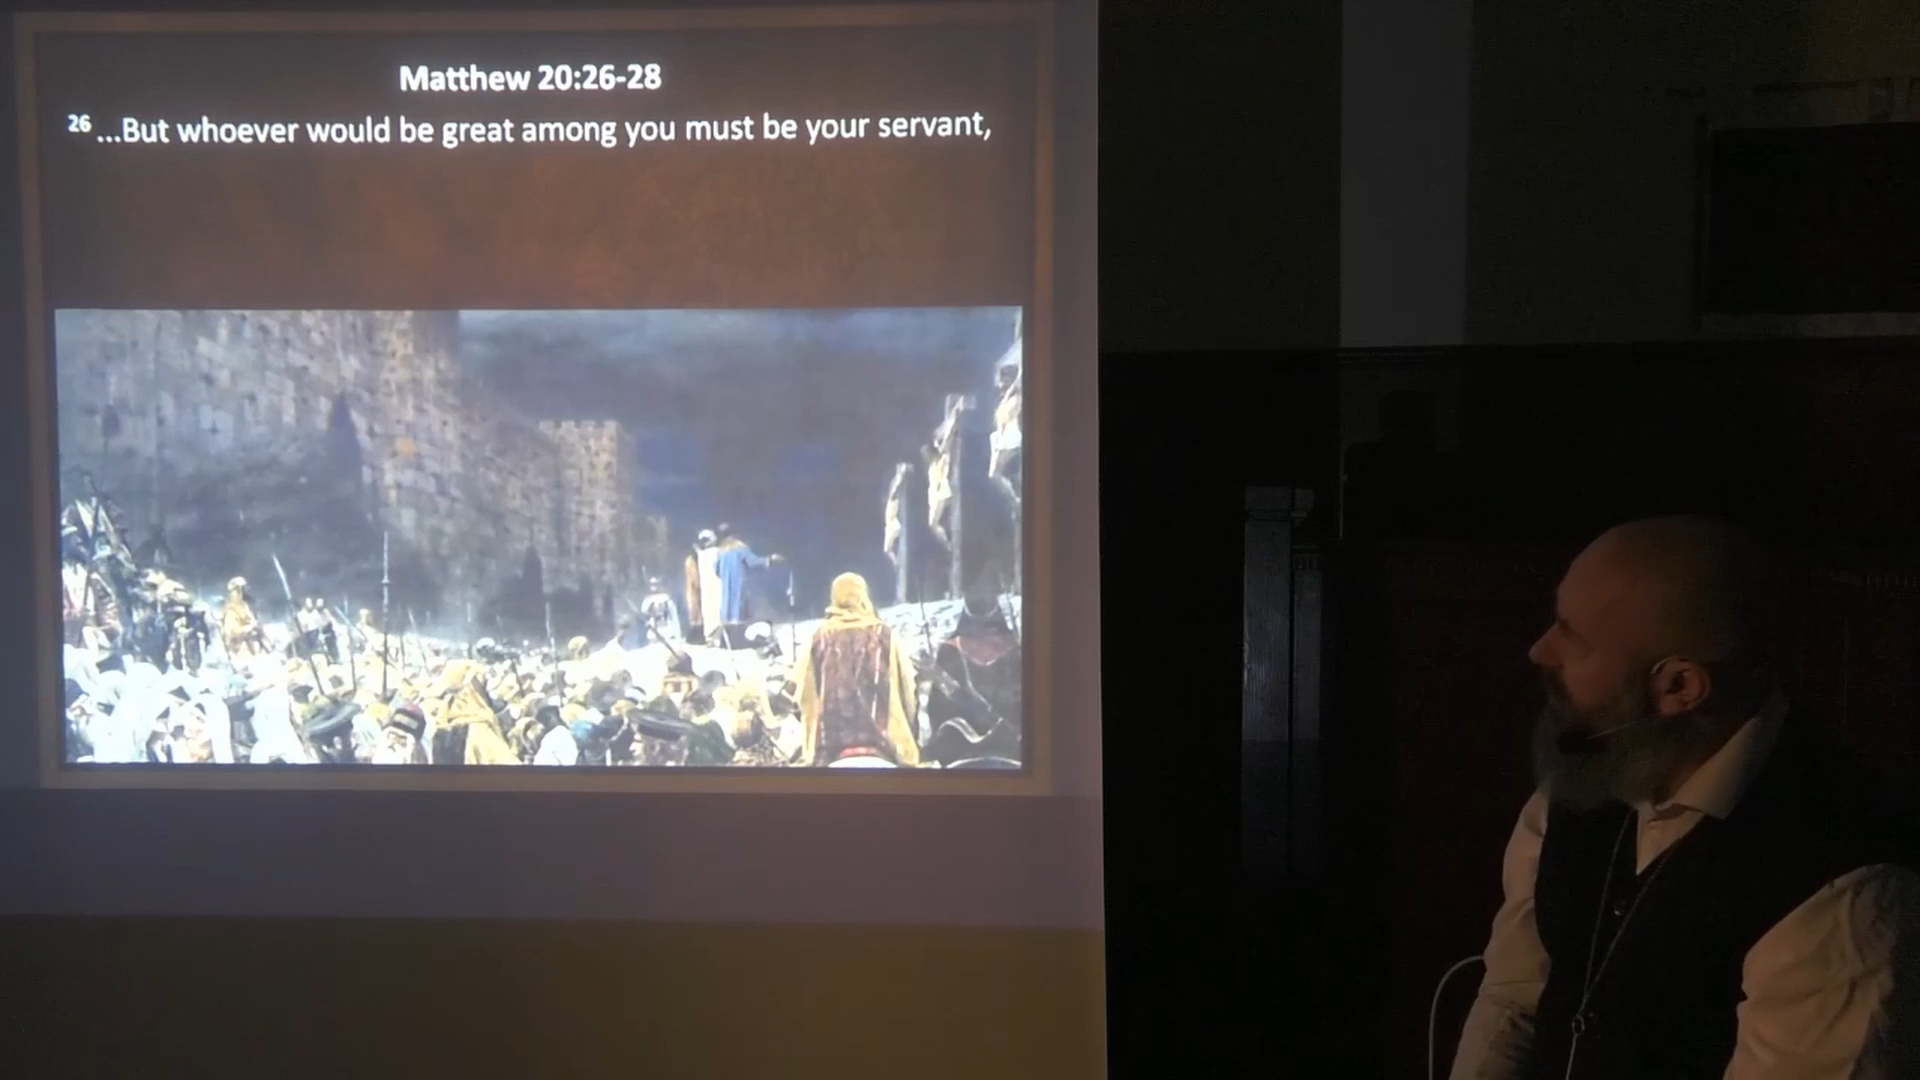 Matthew 20:26-28
26 ...But whoever would be great among you must be your servant,